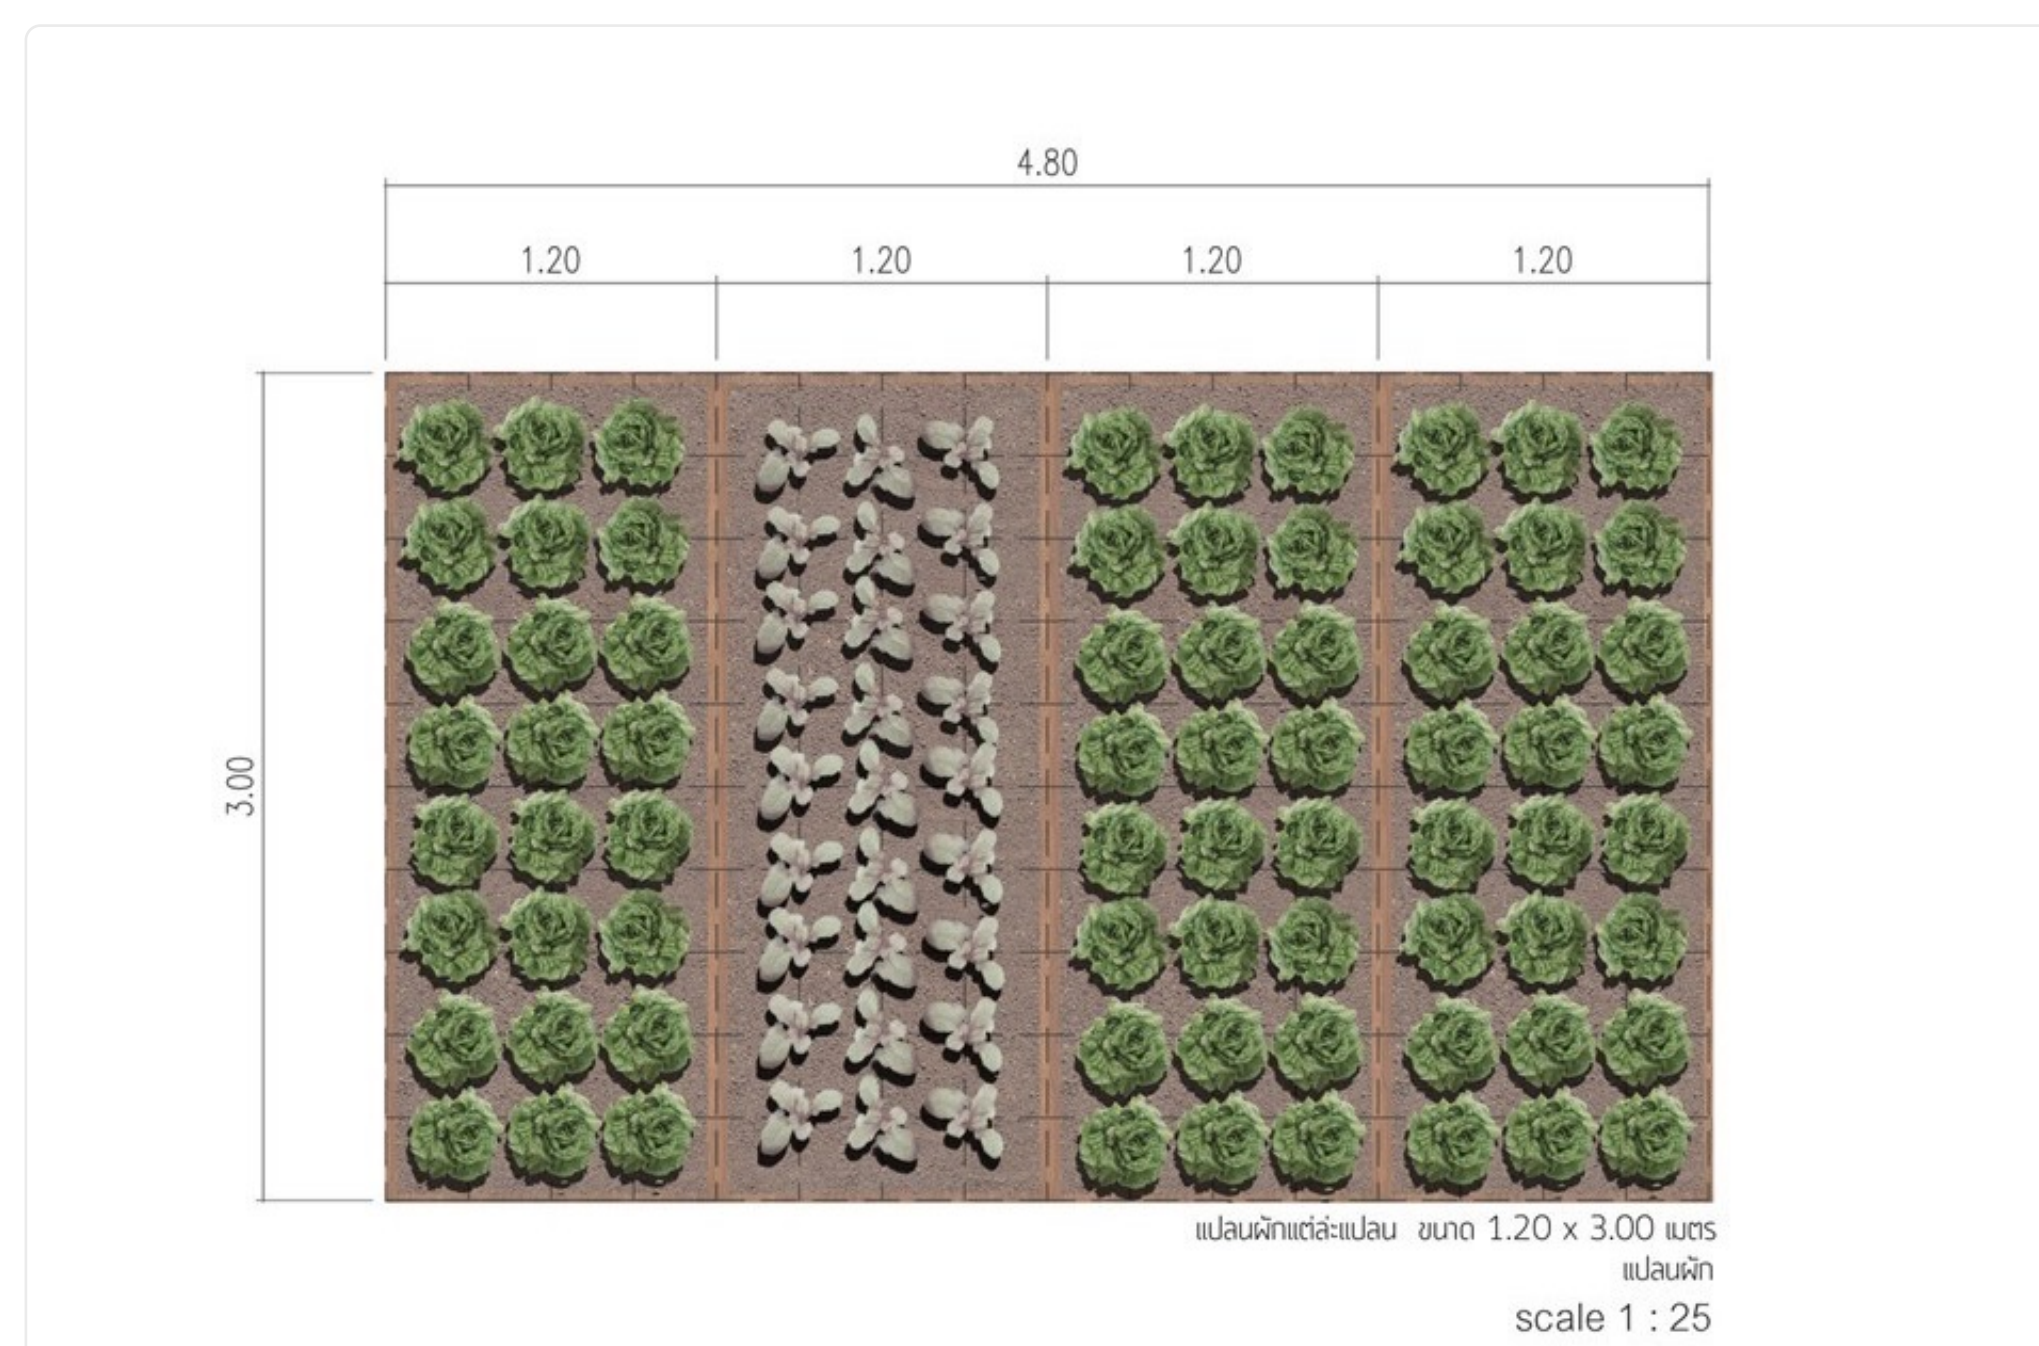 4.80
1.20 1.20 1.20 1.20
3.00
แปลนผักแต่ล่ะแปลน ขนาด 1.20 x 3.00 เมตร
แปลนผัก
scale 1 : 25